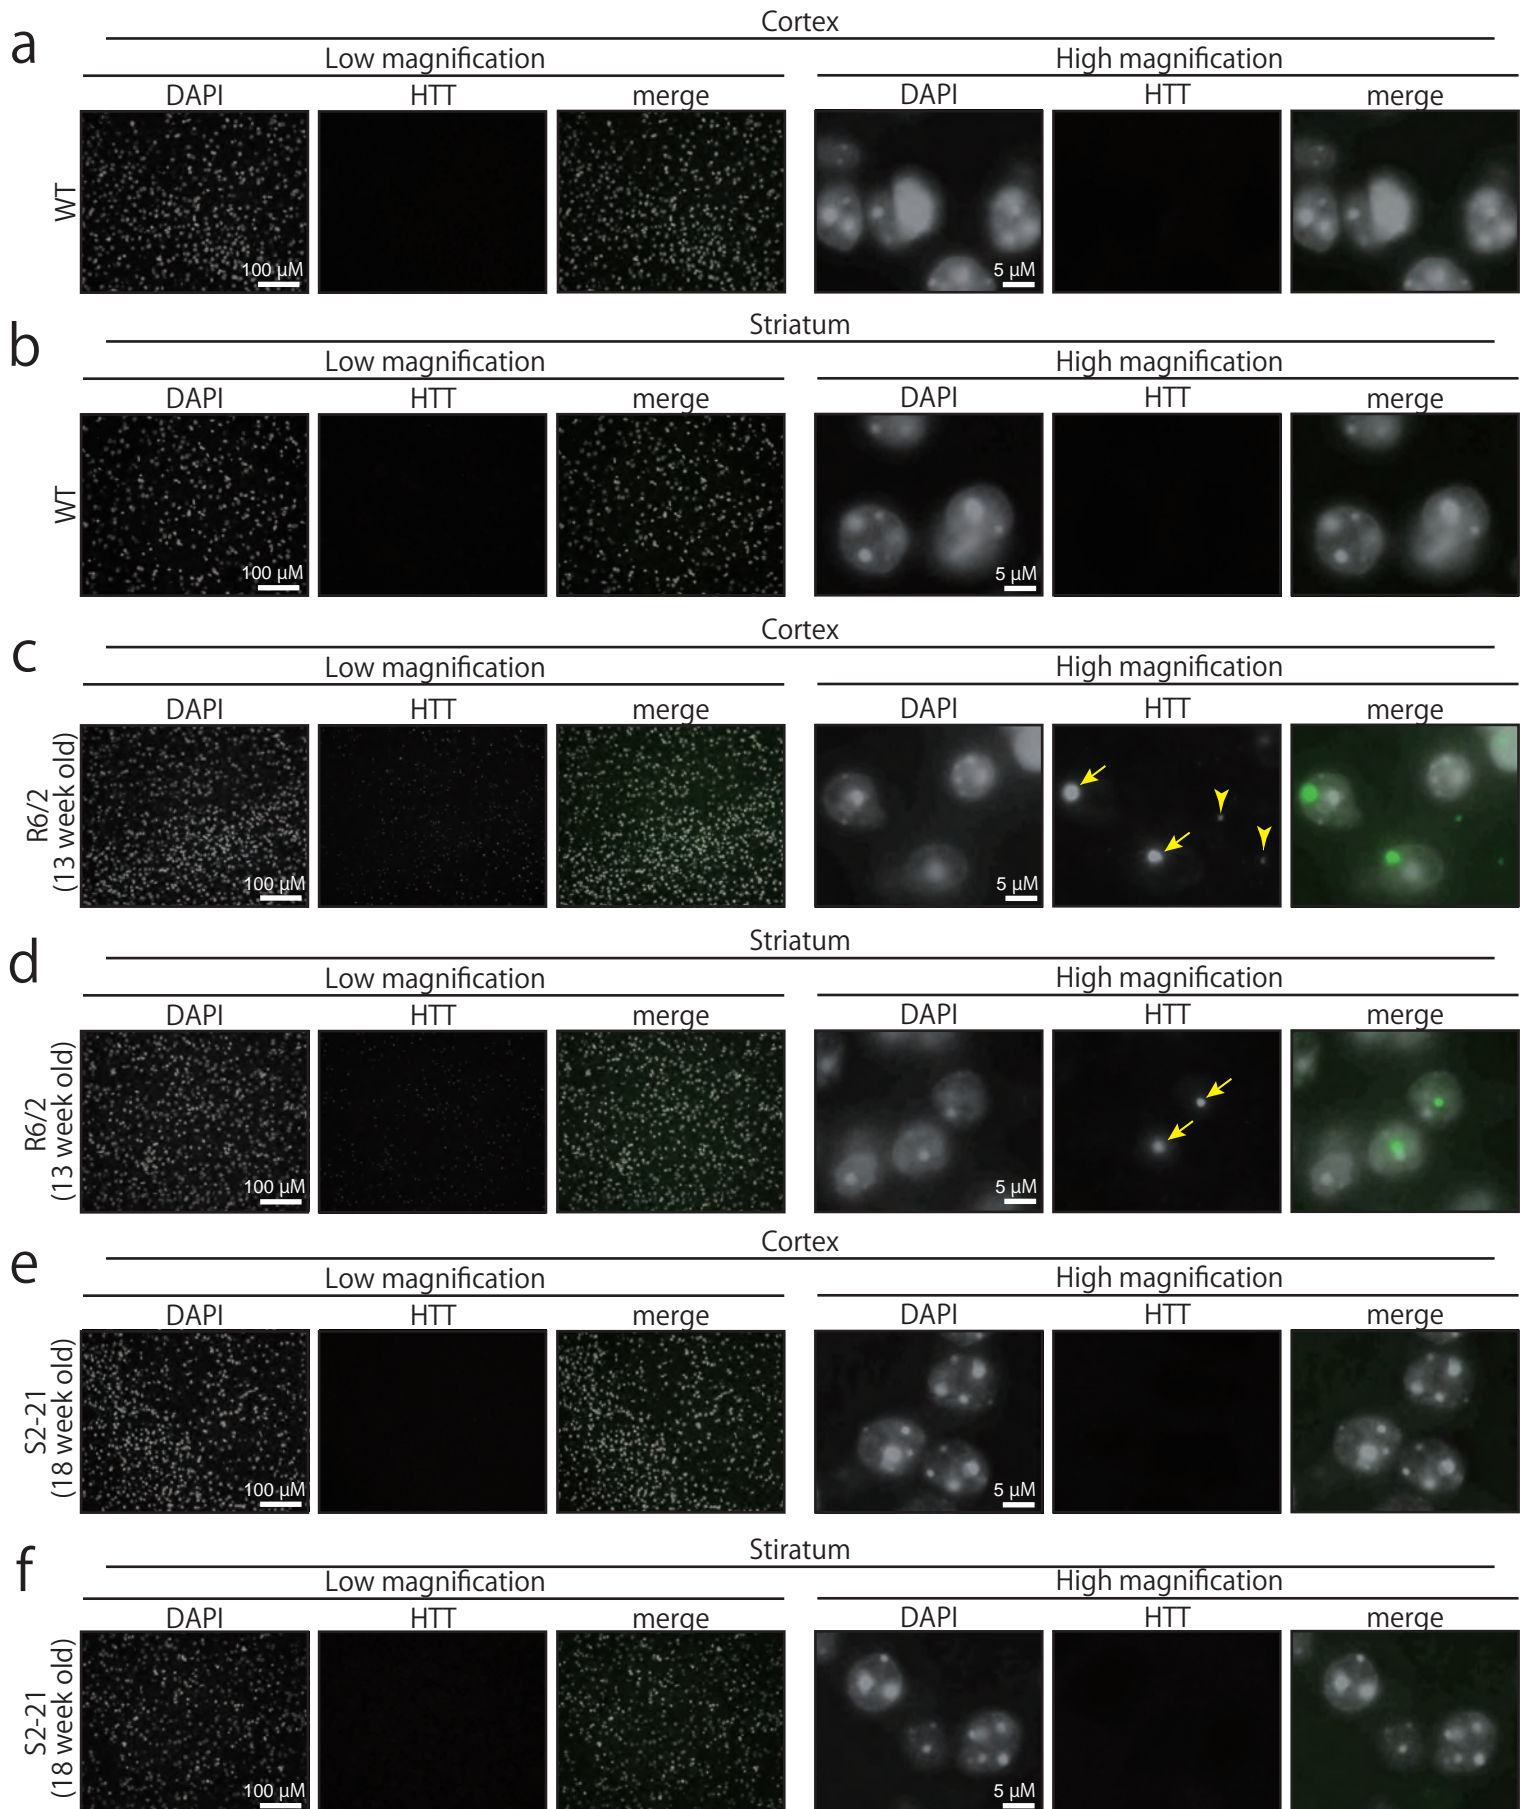 a
Cortex
Low magnification
High magnification
DAPI HTT merge DAPI HTT merge
WT
100 µM
5 µM
b
Striatum
Low magnification
High magnification
DAPI HTT merge DAPI HTT merge
WT
100 µM
5 µM
c
Cortex
Low magnification
High magnification
DAPI HTT merge DAPI HTT merge
R6/2
(13 week old)
100 µM
5 µM
d
Striatum
Low magnification
High magnification
DAPI HTT merge DAPI HTT merge
R6/2
(13 week old)
100 µM
5 µM
e
Cortex
Low magnification
High magnification
DAPI HTT merge DAPI HTT merge
S2-21
(18 week old)
100 µM
5 µM
f
Stiratum
Low magnification
High magnification
DAPI HTT merge DAPI HTT merge
S2-21
(18 week old)
100 µM
5 µM